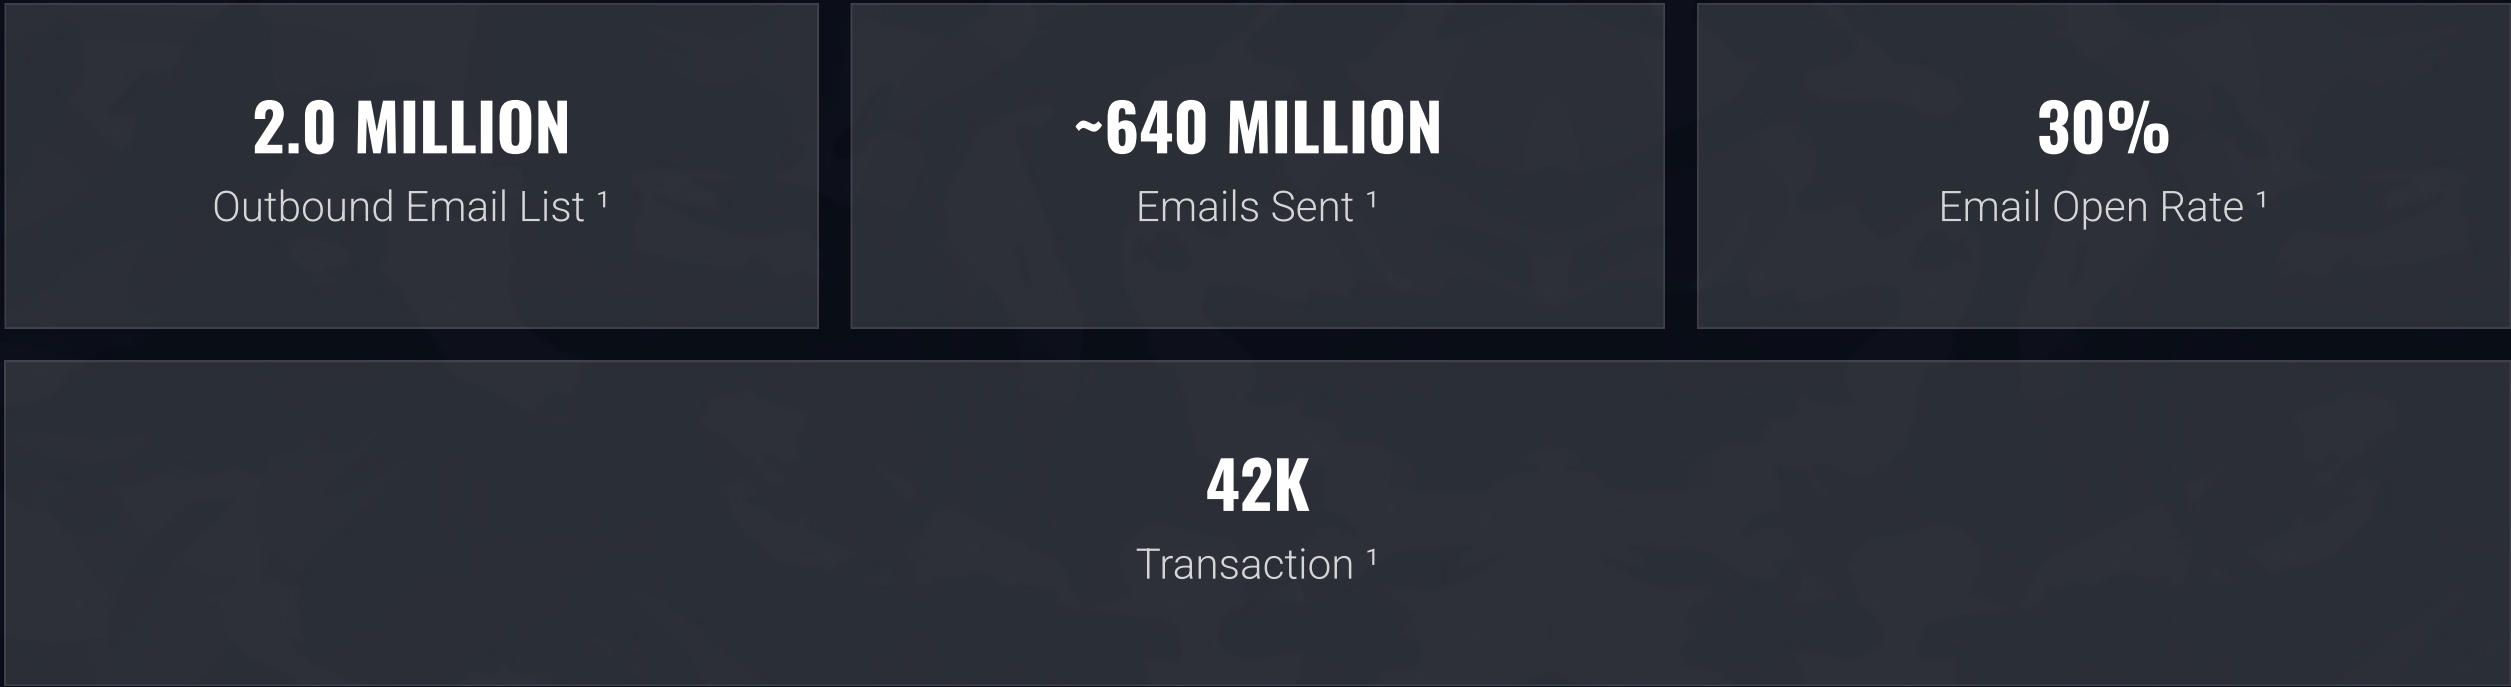 2.0 MILLION
Outbound Email List ¹
~640 MILLION
Emails Sent ¹
30%
Email Open Rate ¹
42K
Transaction ¹